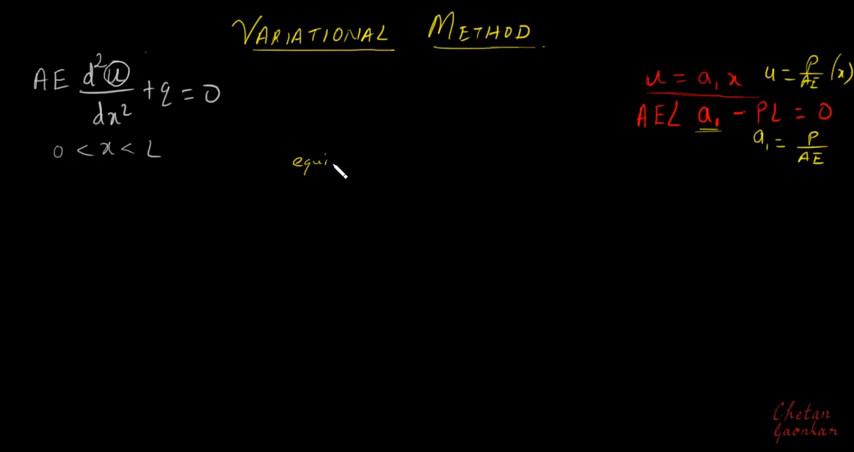 VARIATIONAL METHOD
AE d²u/dx² + q = 0
0 < x < L
equi
u = a₁x
u = P/AE (x)
AEL a₁ - PL = 0
a₁ = P/AE
Chetan
Gaonkar